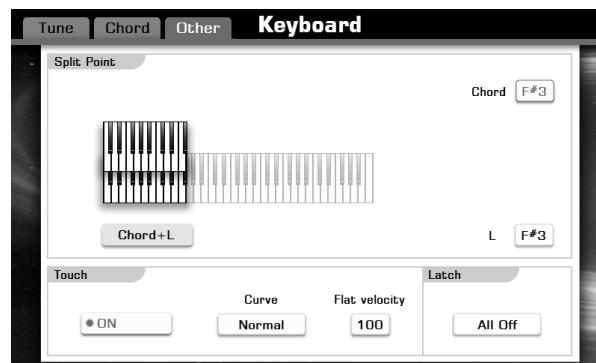 Tune Chord Other Keyboard
Split Point
Chord F#3
Chord+L
L F#3
Touch
Latch
Curve Flat velocity
ON Normal 100 All Off